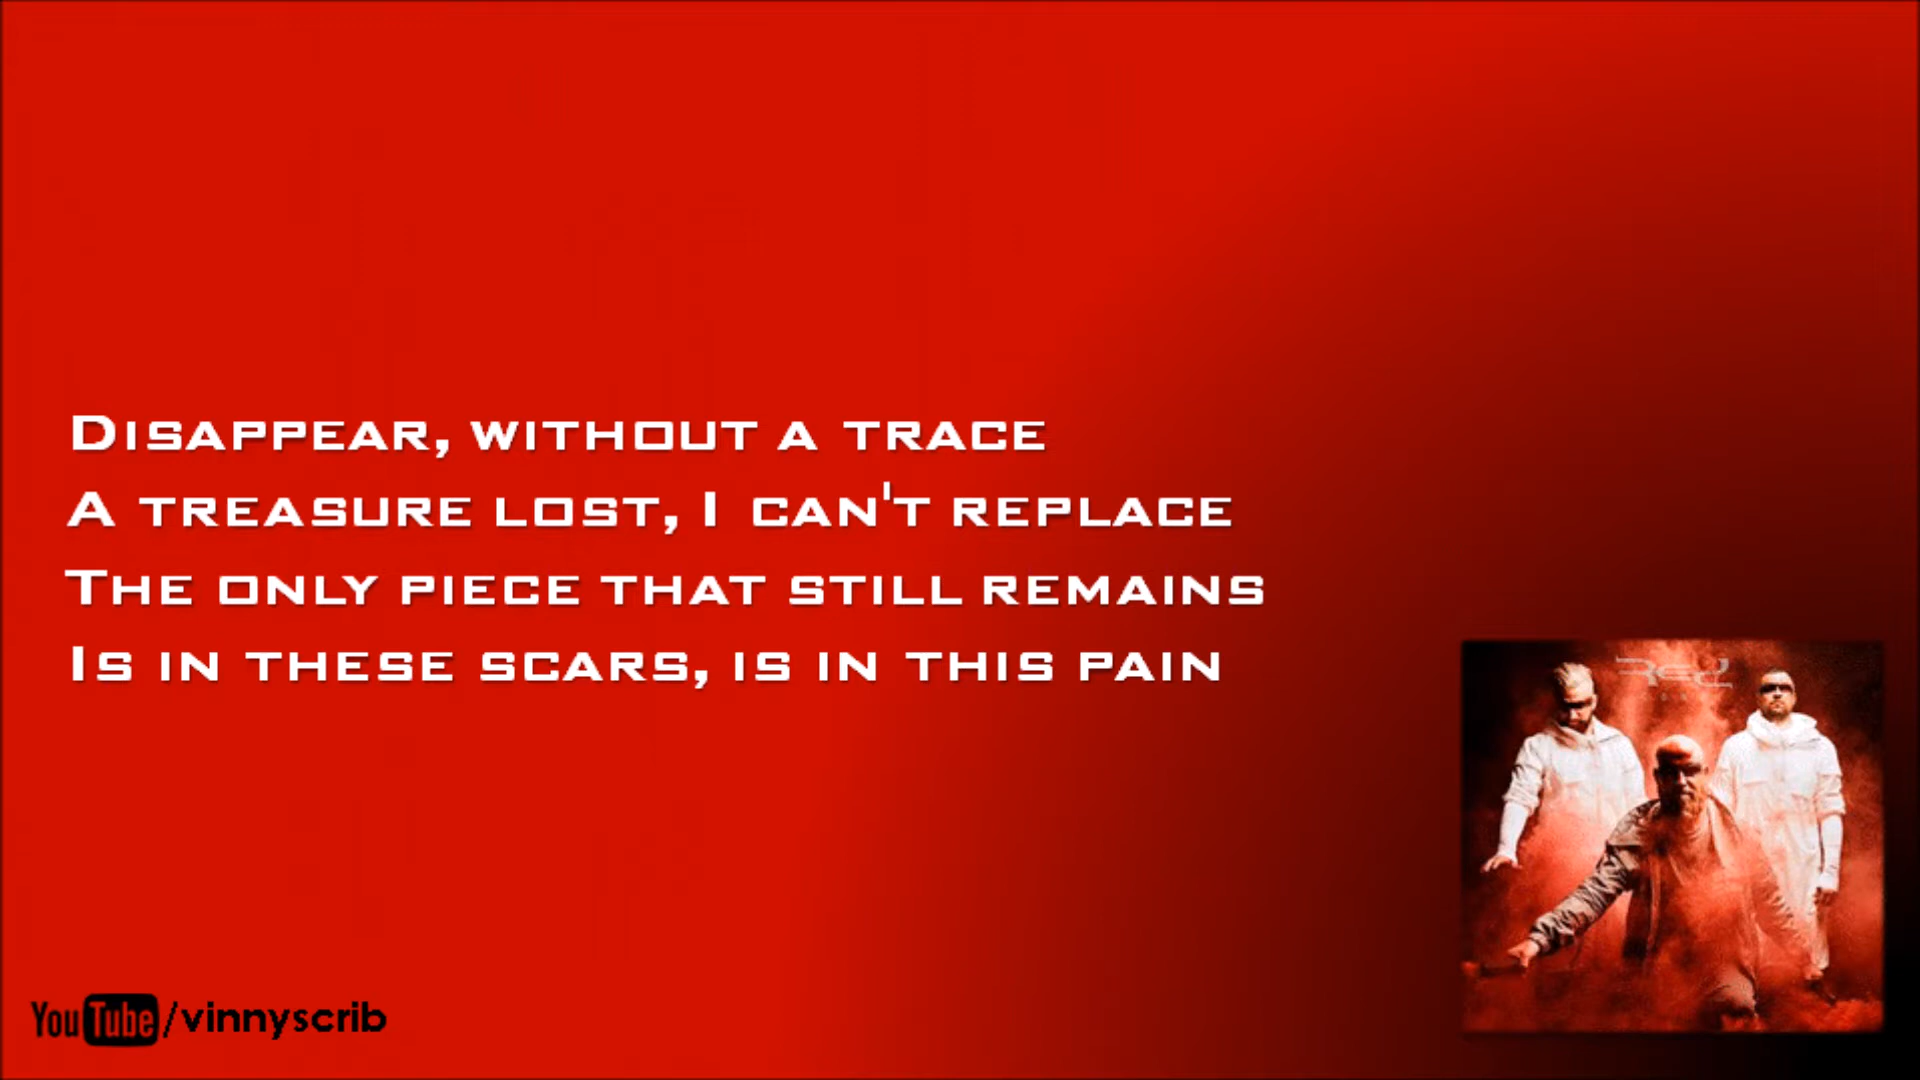 Disappear, without a trace
A treasure lost, I can't replace
The only piece that still remains
Is in these scars, is in this pain
Red
YouTube/vinnyscrib